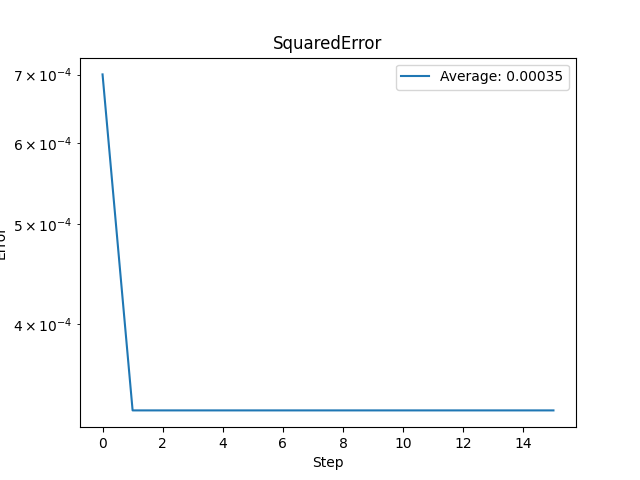 SquaredError
Average: 0.00035
7 × 10⁻⁴
6 × 10⁻⁴
5 × 10⁻⁴
4 × 10⁻⁴
Error
0 2 4 6 8 10 12 14
Step